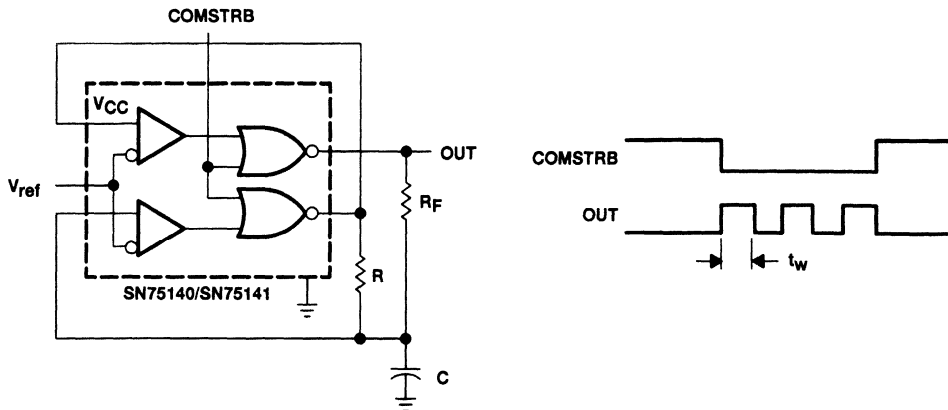 COMSTRB
VCC
OUT
Vref
RF
R
SN75140/SN75141
C
COMSTRB
OUT
tw